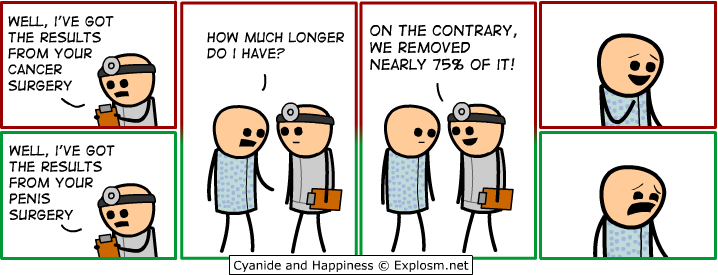 WELL, I'VE GOT
THE RESULTS
FROM YOUR
CANCER
SURGERY
WELL, I'VE GOT
THE RESULTS
FROM YOUR
PENIS
SURGERY
HOW MUCH LONGER
DO I HAVE?
ON THE CONTRARY,
WE REMOVED
NEARLY 75% OF IT!
Cyanide and Happiness © Explosm.net